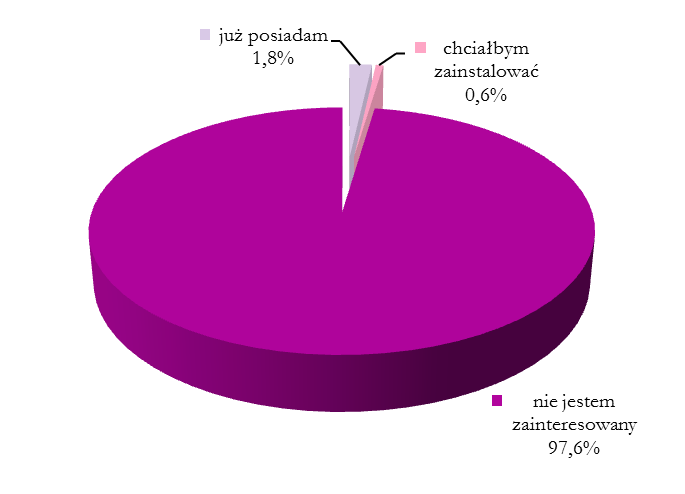 już posiadam
1,8%
chciałbym
zainstalować
0,6%
nie jestem
zainteresowany
97,6%